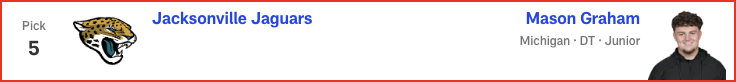 Pick
5
Jacksonville Jaguars
Mason Graham
Michigan · DT · Junior